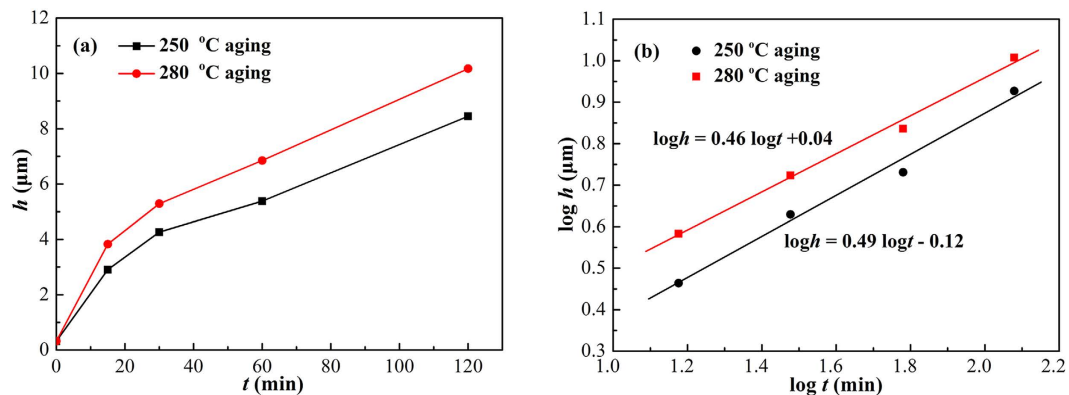 (a)
250 °C aging
280 °C aging
12
10
8
6
4
2
0
h (μm)
0 20 40 60 80 100 120
t (min)
(b)
250 °C aging
280 °C aging
1.1
1.0
0.9
0.8
0.7
0.6
0.5
0.4
0.3
log h (μm)
logh = 0.46 logt +0.04
logh = 0.49 logt - 0.12
1.0 1.2 1.4 1.6 1.8 2.0 2.2
log t (min)